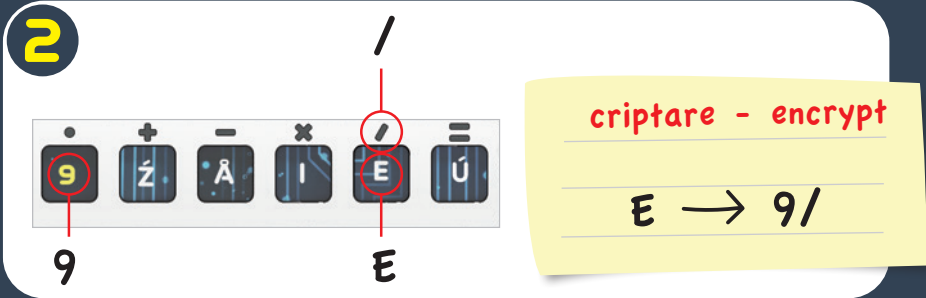 2
/
• + − × / =
9 Ź Å I E Ú
9 E
criptare - encrypt
E → 9/